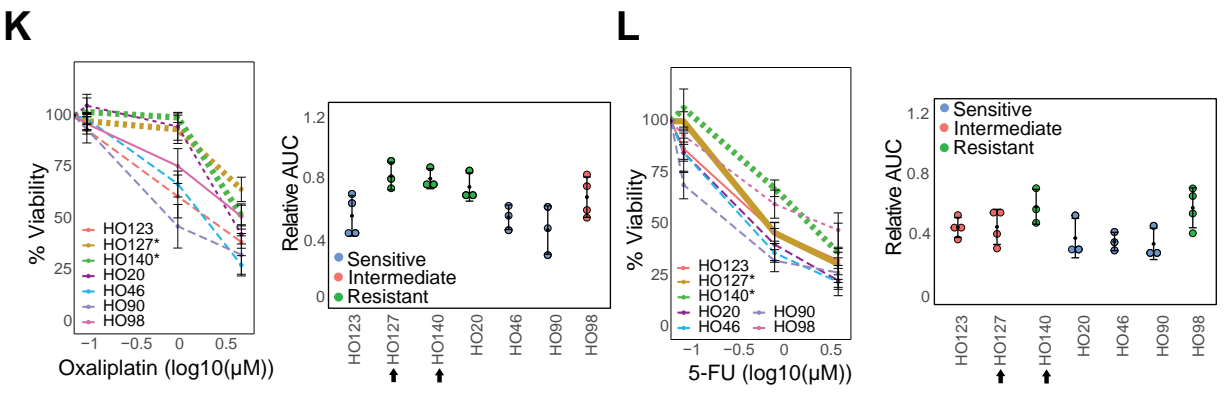 K
% Viability
100
75
50
25
0
HO123
HO127*
HO140*
HO20
HO46
HO90
HO98
−1 −0.5 0 0.5
Oxaliplatin (log10(µM))
Relative AUC
1.2
0.8
0.4
0
Sensitive
Intermediate
Resistant
HO123 HO127 HO140 HO20 HO46 HO90 HO98
L
% Viability
100
75
50
25
0
HO123
HO127*
HO140*
HO20 HO90
HO46 HO98
−1 −0.5 0 0.5
5-FU (log10(µM))
Relative AUC
1.2
0.8
0.4
0
Sensitive
Intermediate
Resistant
HO123 HO127 HO140 HO20 HO46 HO90 HO98